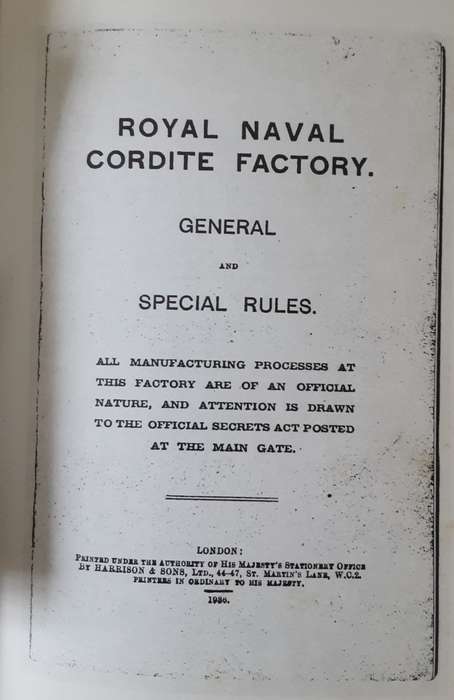 ROYAL NAVAL
CORDITE FACTORY.
GENERAL
AND
SPECIAL RULES.
ALL MANUFACTURING PROCESSES AT
THIS FACTORY ARE OF AN OFFICIAL
NATURE, AND ATTENTION IS DRAWN
TO THE OFFICIAL SECRETS ACT POSTED
AT THE MAIN GATE.
LONDON:
PRINTED UNDER THE AUTHORITY OF HIS MAJESTY'S STATIONERY OFFICE
BY HARRISON & SONS, LTD., 44-47, ST. MARTIN'S LANE, W.C.2,
PRINTERS IN ORDINARY TO HIS MAJESTY.
1936.